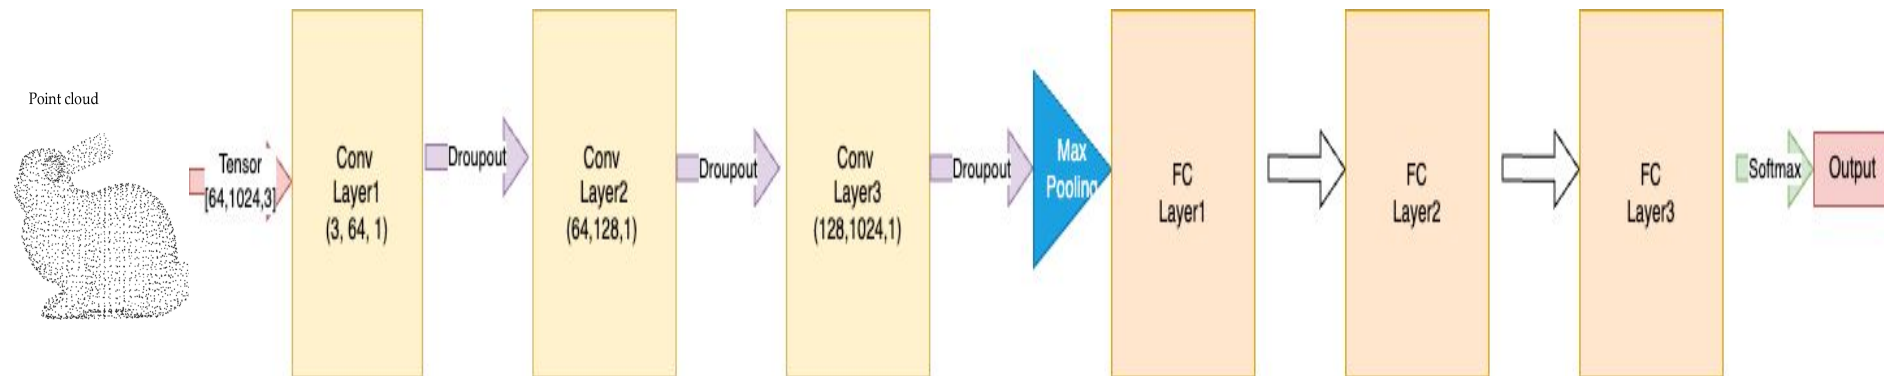 Point cloud
Tensor
[64,1024,3]
Conv
Layer1
(3, 64, 1)
Droupout
Conv
Layer2
(64,128,1)
Droupout
Conv
Layer3
(128,1024,1)
Droupout
Max
Pooling
FC
Layer1
FC
Layer2
FC
Layer3
Softmax
Output